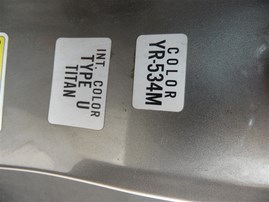 INT. COLOR
TYPE U
TITAN
COLOR
YR-534M